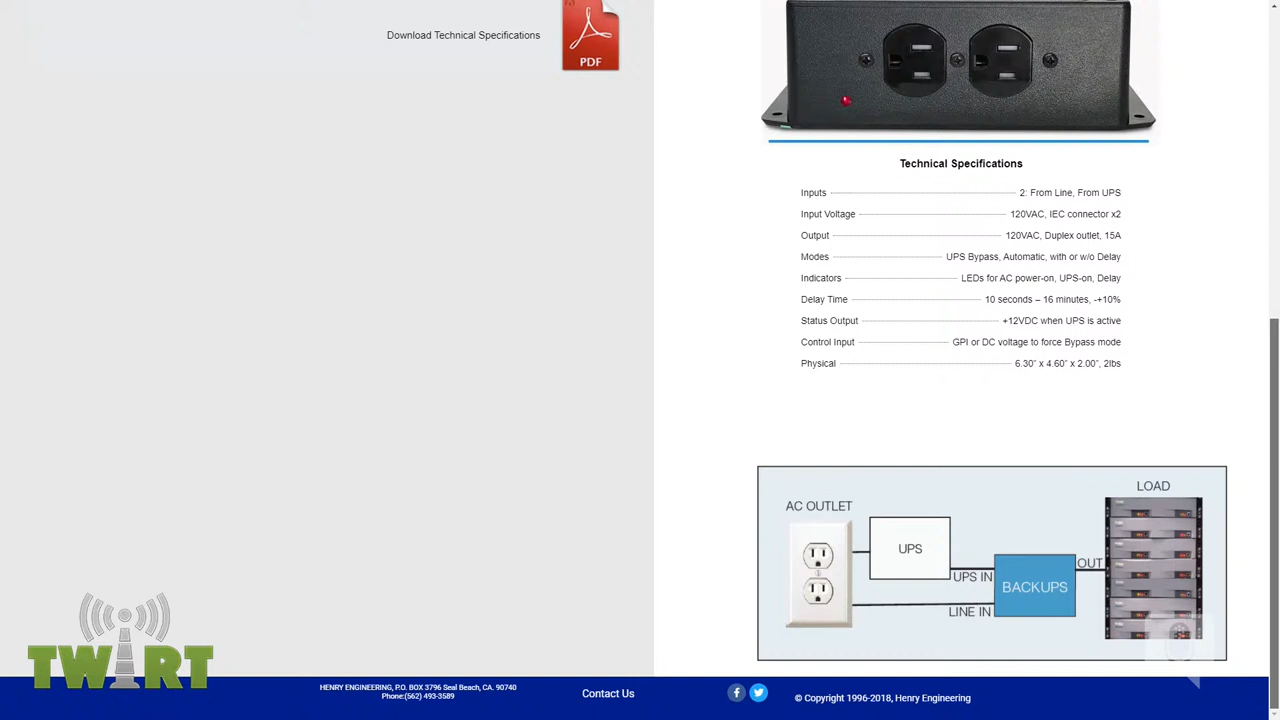 Download Technical Specifications
PDF
Technical Specifications
Inputs 2: From Line, From UPS
Input Voltage 120VAC, IEC connector x2
Output 120VAC, Duplex outlet, 15A
Modes UPS Bypass, Automatic, with or w/o Delay
Indicators LEDs for AC power-on, UPS-on, Delay
Delay Time 10 seconds – 16 minutes, -+10%
Status Output +12VDC when UPS is active
Control Input GPI or DC voltage to force Bypass mode
Physical 6.30" x 4.60" x 2.00", 2lbs
LOAD
AC OUTLET
UPS
OUT
UPS IN
BACKUPS
LINE IN
TWIRT
HENRY ENGINEERING, P.O. BOX 3796 Seal Beach, CA. 90740
Phone:(562) 493-3589
Contact Us
© Copyright 1996-2018, Henry Engineering